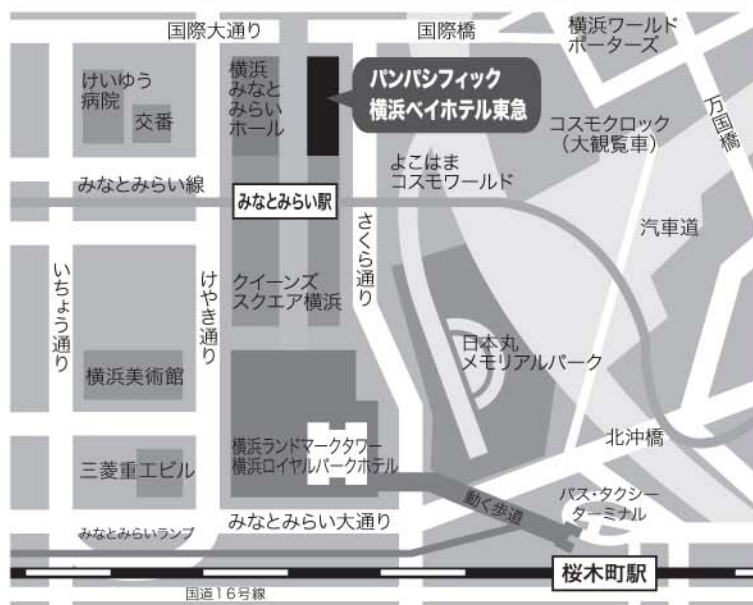 国際大通り
国際橋
横浜ワールド
ポーターズ
けいゆう
病院
交番
横浜
みなと
みらい
ホール
パンパシフィック
横浜ベイホテル東急
万国橋
コスモクロック
(大観覧車)
よこはま
コスモワールド
みなとみらい線
みなとみらい駅
汽車道
さくら通り
いちょう通り
けやき通り
クイーンズ
スクエア横浜
日本丸
メモリアルパーク
横浜美術館
北沖橋
横浜ランドマークタワー
横浜ロイヤルパークホテル
三菱重工ビル
動く歩道
バス・タクシー
ターミナル
みなとみらい大通り
みなとみらいランプ
桜木町駅
国道16号線